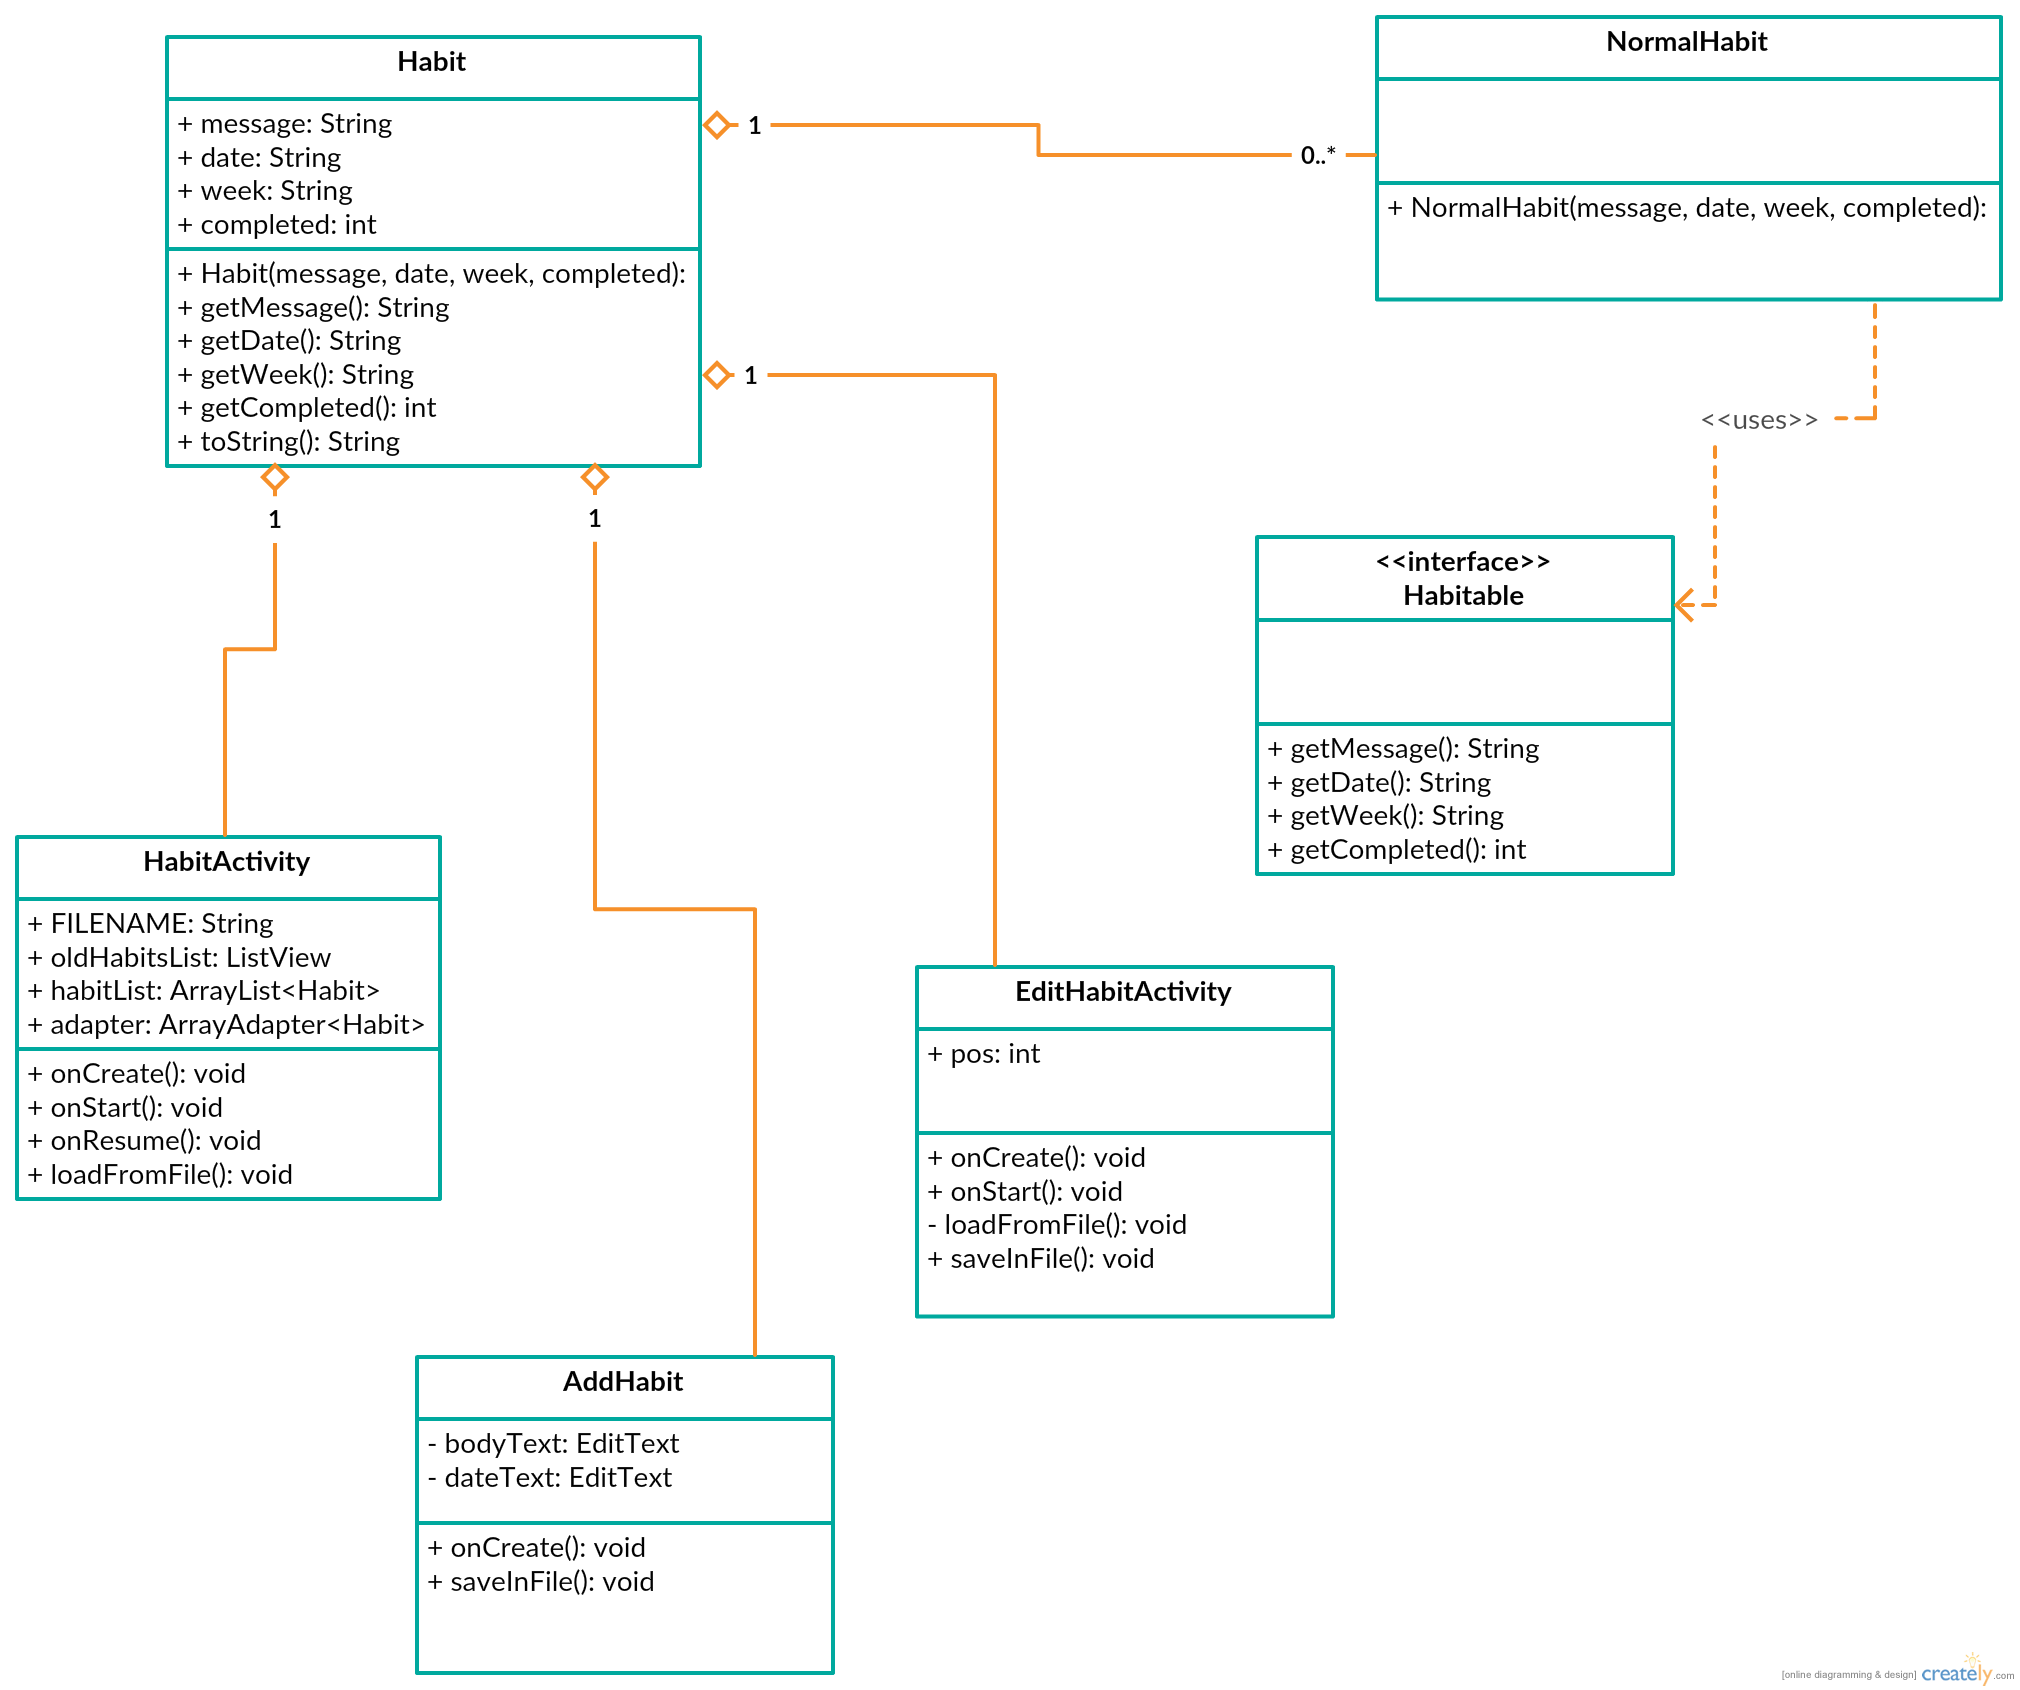 Habit
+ message: String
+ date: String
+ week: String
+ completed: int
+ Habit(message, date, week, completed):
+ getMessage(): String
+ getDate(): String
+ getWeek(): String
+ getCompleted(): int
+ toString(): String
1
0..*
1
1
1
NormalHabit
+ NormalHabit(message, date, week, completed):
<<uses>>
<<interface>>
Habitable
+ getMessage(): String
+ getDate(): String
+ getWeek(): String
+ getCompleted(): int
HabitActivity
+ FILENAME: String
+ oldHabitsList: ListView
+ habitList: ArrayList<Habit>
+ adapter: ArrayAdapter<Habit>
+ onCreate(): void
+ onStart(): void
+ onResume(): void
+ loadFromFile(): void
EditHabitActivity
+ pos: int
+ onCreate(): void
+ onStart(): void
- loadFromFile(): void
+ saveInFile(): void
AddHabit
- bodyText: EditText
- dateText: EditText
+ onCreate(): void
+ saveInFile(): void
[online diagramming & design] creately.com